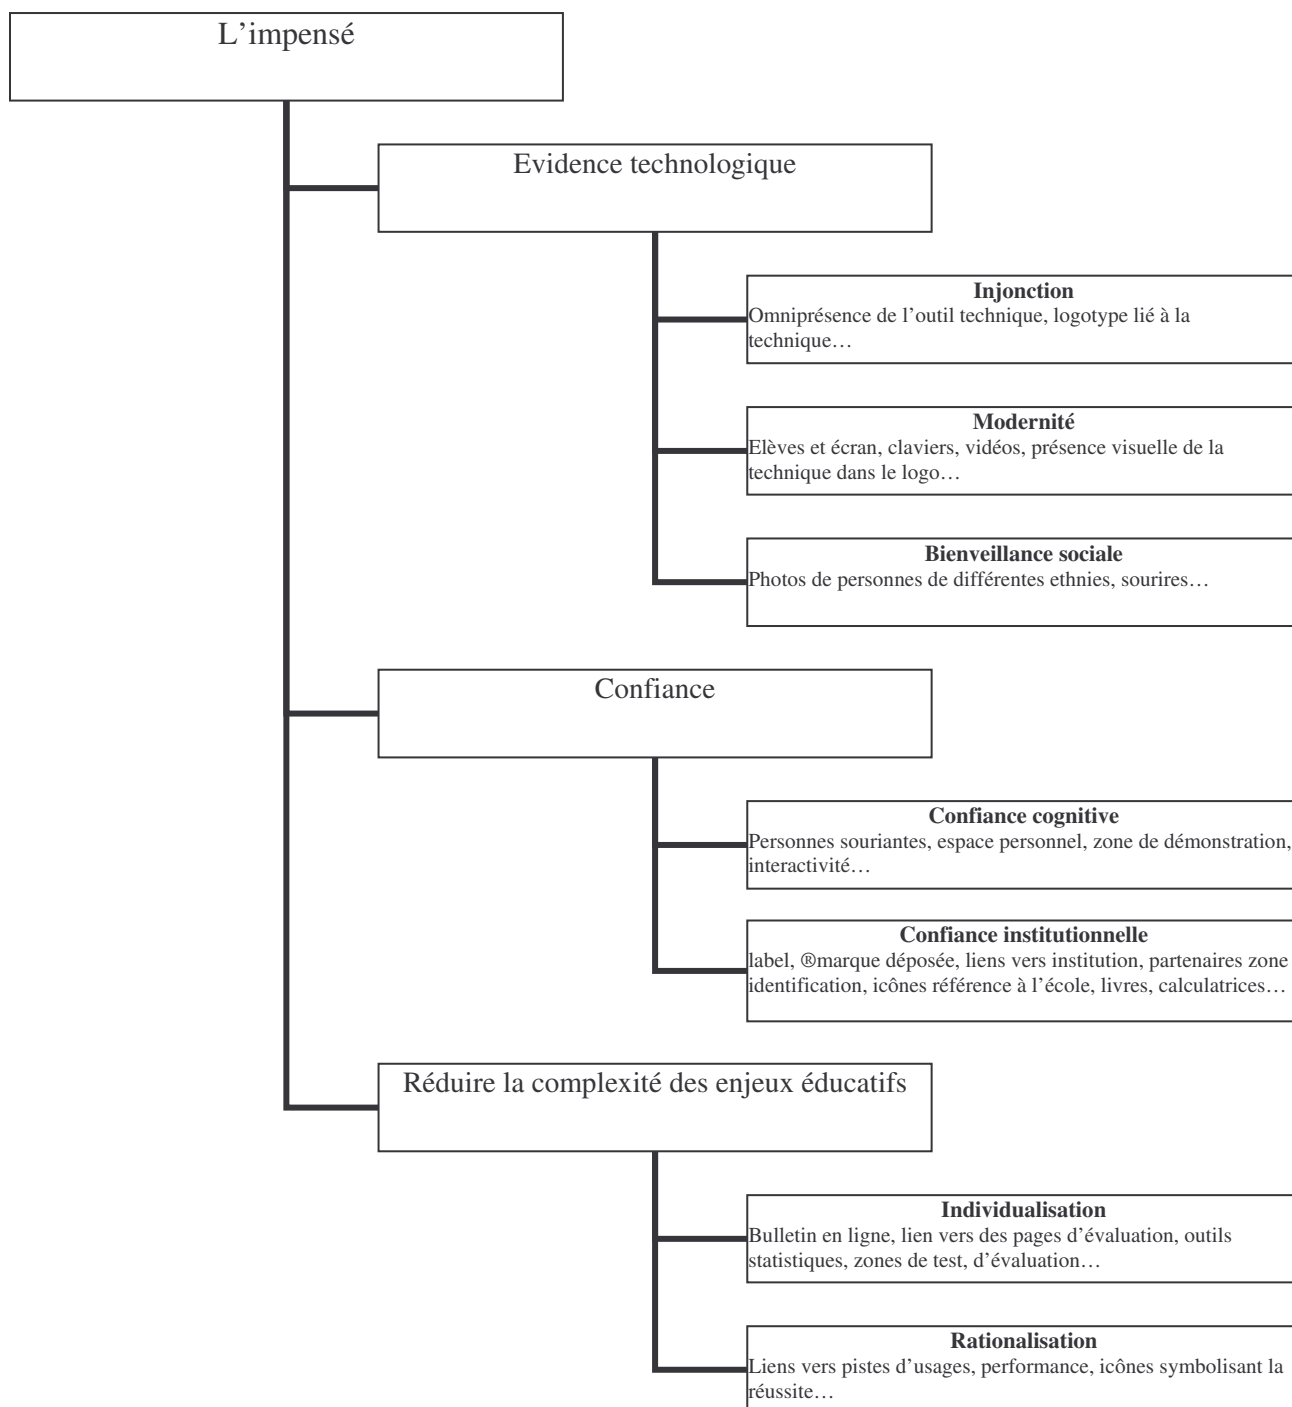 L’impensé
Evidence technologique
Injonction
Omniprésence de l’outil technique, logotype lié à la
technique…
Modernité
Elèves et écran, claviers, vidéos, présence visuelle de la
technique dans le logo…
Bienveillance sociale
Photos de personnes de différentes ethnies, sourires…
Confiance
Confiance cognitive
Personnes souriantes, espace personnel, zone de démonstration,
interactivité…
Confiance institutionnelle
label, ®marque déposée, liens vers institution, partenaires zone
identification, icônes référence à l’école, livres, calculatrices…
Réduire la complexité des enjeux éducatifs
Individualisation
Bulletin en ligne, lien vers des pages d’évaluation, outils
statistiques, zones de test, d’évaluation…
Rationalisation
Liens vers pistes d’usages, performance, icônes symbolisant la
réussite…